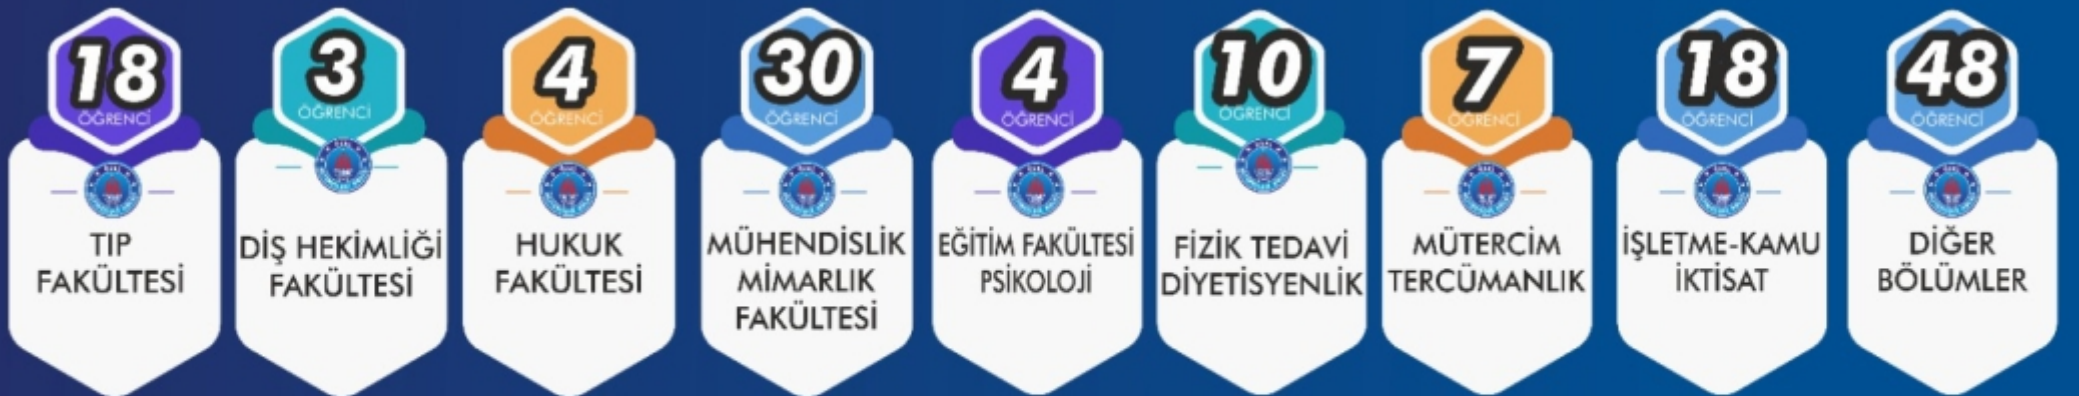 18
ÖĞRENCİ
TIP
FAKÜLTESİ
3
ÖĞRENCİ
DİŞ HEKİMLİĞİ
FAKÜLTESİ
4
ÖĞRENCİ
HUKUK
FAKÜLTESİ
30
ÖĞRENCİ
MÜHENDİSLİK
MİMARLIK
FAKÜLTESİ
4
ÖĞRENCİ
EĞİTİM FAKÜLTESİ
PSİKOLOJİ
10
ÖĞRENCİ
FİZİK TEDAVİ
DİYETİSYENLİK
7
ÖĞRENCİ
MÜTERCİM
TERCÜMANLIK
18
ÖĞRENCİ
İŞLETME-KAMU
İKTİSAT
48
ÖĞRENCİ
DİĞER
BÖLÜMLER